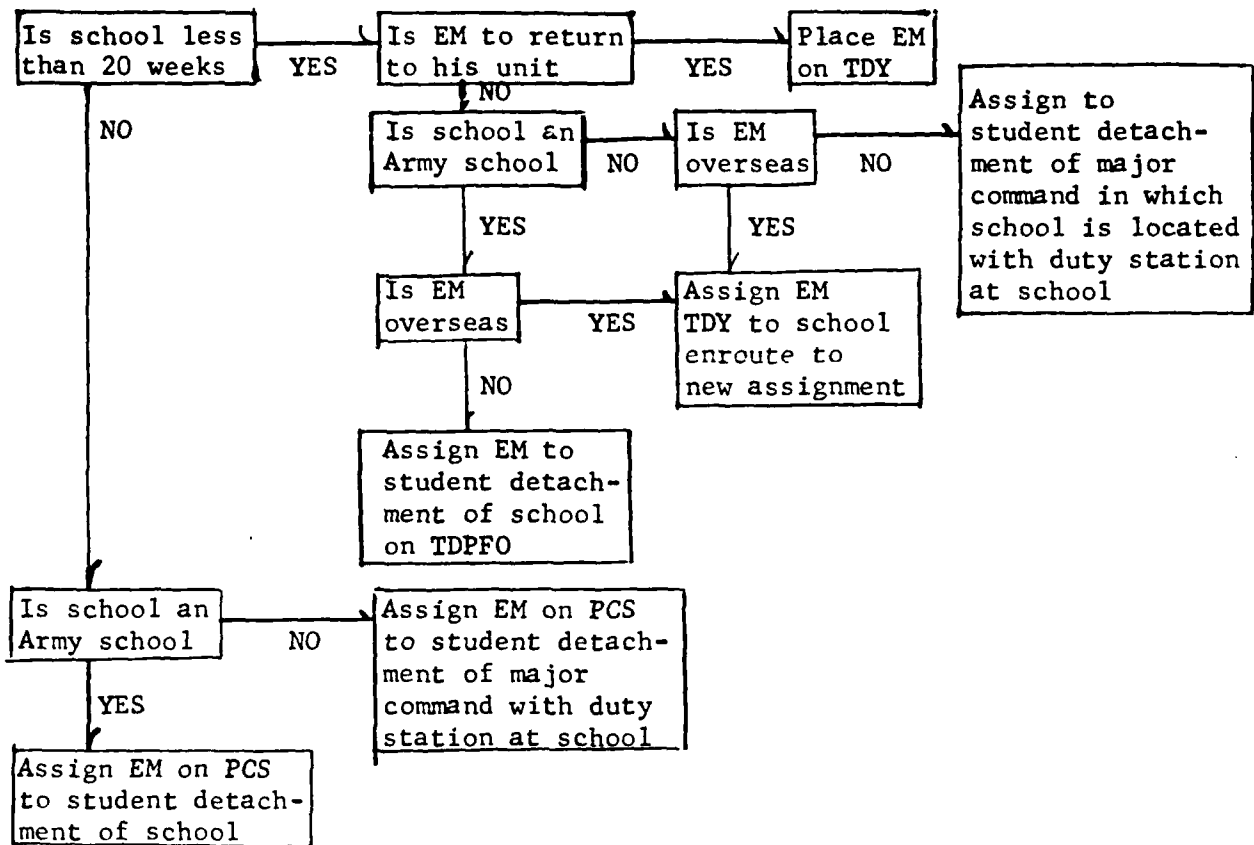 Is school less
than 20 weeks
YES
Is EM to return
to his unit
YES
Place EM
on TDY
NO
NO
Is school an
Army school
NO
Is EM
overseas
NO
Assign to
student detach-
ment of major
command in which
school is located
with duty station
at school
YES
YES
Is EM
overseas
YES
Assign EM
TDY to school
enroute to
new assignment
NO
Assign EM to
student detach-
ment of school
on TDPFO
Is school an
Army school
NO
Assign EM on PCS
to student detach-
ment of major
command with duty
station at school
YES
Assign EM on PCS
to student detach-
ment of school